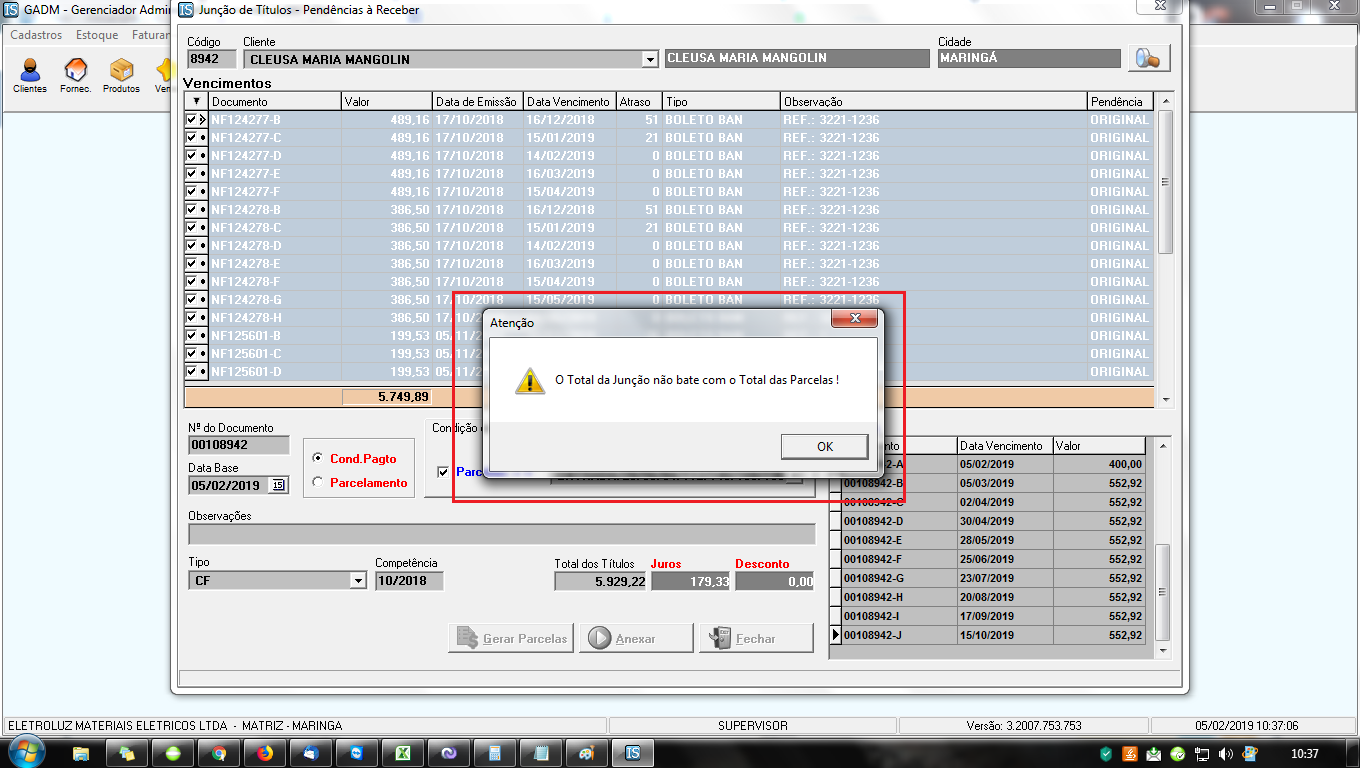 GADM - Gerenciador Admin
Junção de Títulos - Pendências à Receber
Cadastros Estoque Faturar
Clientes Fornec. Produtos
Código Cliente Cidade
8942 CLEUSA MARIA MANGOLIN CLEUSA MARIA MANGOLIN MARINGÁ
Vencimentos
Documento Valor Data de Emissão Data Vencimento Atraso Tipo Observação Pendência
NF124277-B 489,16 17/10/2018 16/12/2018 51 BOLETO BAN REF.: 3221-1236 ORIGINAL
NF124277-C 489,16 17/10/2018 15/01/2019 21 BOLETO BAN REF.: 3221-1236 ORIGINAL
NF124277-D 489,16 17/10/2018 14/02/2019 0 BOLETO BAN REF.: 3221-1236 ORIGINAL
NF124277-E 489,16 17/10/2018 16/03/2019 0 BOLETO BAN REF.: 3221-1236 ORIGINAL
NF124277-F 489,16 17/10/2018 15/04/2019 0 BOLETO BAN REF.: 3221-1236 ORIGINAL
NF124278-B 386,50 17/10/2018 16/12/2018 51 BOLETO BAN REF.: 3221-1236 ORIGINAL
NF124278-C 386,50 17/10/2018 15/01/2019 21 BOLETO BAN REF.: 3221-1236 ORIGINAL
NF124278-D 386,50 17/10/2018 14/02/2019 0 BOLETO BAN REF.: 3221-1236 ORIGINAL
NF124278-E 386,50 17/10/2018 16/03/2019 0 BOLETO BAN REF.: 3221-1236 ORIGINAL
NF124278-F 386,50 17/10/2018 15/04/2019 0 BOLETO BAN REF.: 3221-1236 ORIGINAL
NF124278-G 386,50 17/10/2018 15/05/2019 0 BOLETO BAN REF.: 3221-1236 ORIGINAL
NF124278-H 386,50 ORIGINAL
NF125601-B 199,53 05/11 ORIGINAL
NF125601-C 199,53 05/11 ORIGINAL
NF125601-D 199,53 05/11 ORIGINAL
5.749,89
Atenção
O Total da Junção não bate com o Total das Parcelas !
OK
Nº do Documento
00108942
Data Base
05/02/2019 15
Cond.Pagto
Parcelamento
Condição
Data Vencimento Valor
-A 05/02/2019 400,00
00108942-B 05/03/2019 552,92
00108942-C 02/04/2019 552,92
00108942-D 30/04/2019 552,92
00108942-E 28/05/2019 552,92
00108942-F 25/06/2019 552,92
00108942-G 23/07/2019 552,92
00108942-H 20/08/2019 552,92
00108942-I 17/09/2019 552,92
00108942-J 15/10/2019 552,92
Observações
Tipo Competência Total dos Títulos Juros Desconto
CF 10/2018 5.929,22 179,33 0,00
Gerar Parcelas Anexar Fechar
ELETROLUZ MATERIAIS ELETRICOS LTDA - MATRIZ - MARINGA SUPERVISOR Versão: 3.2007.753.753 05/02/2019 10:37:06
10:37